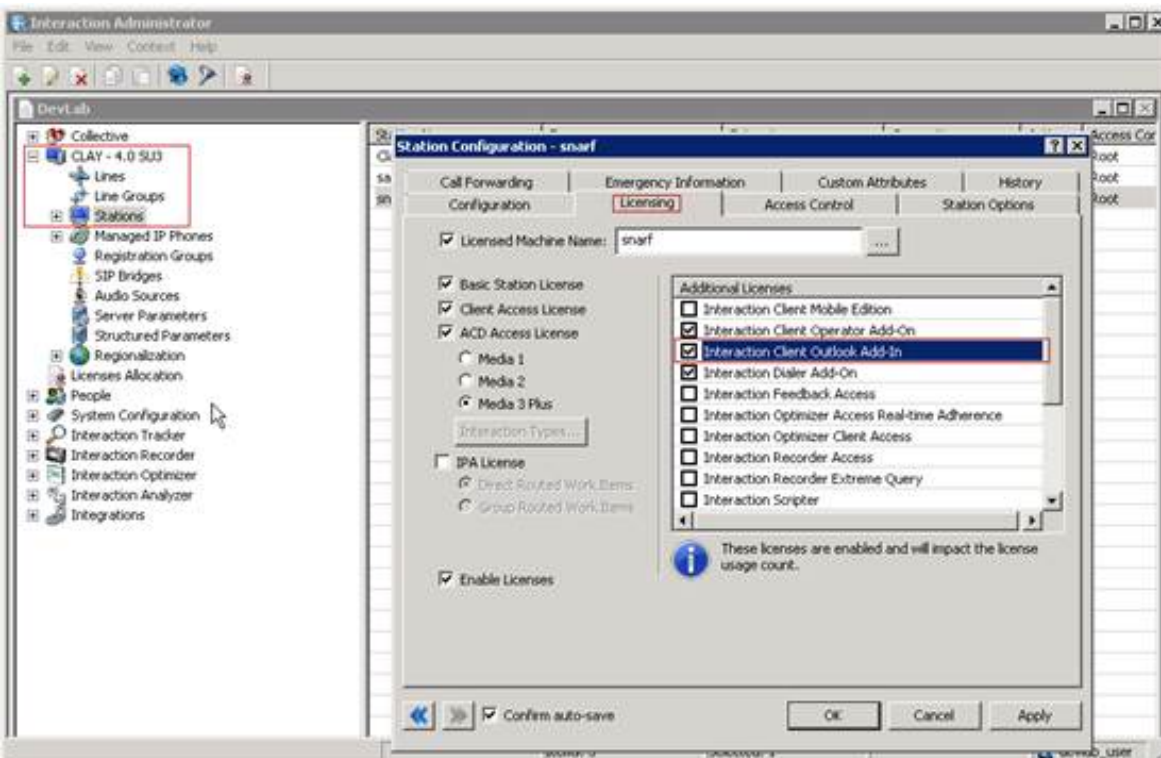 Interaction Administrator
File Edit View Context Help
DevLab
Collective
CLAY - 4.0 SU3
Lines
Line Groups
Stations
Managed IP Phones
Registration Groups
SIP Bridges
Audio Sources
Server Parameters
Structured Parameters
Regionalization
Licenses Allocation
People
System Configuration
Interaction Tracker
Interaction Recorder
Interaction Optimizer
Interaction Analyzer
Integrations
Access Cor
Root
Root
Root
Station Configuration - snarf
Call Forwarding Emergency Information Custom Attributes History
Configuration Licensing Access Control Station Options
Licensed Machine Name: snarf ...
Basic Station License
Client Access License
ACD Access License
Media 1
Media 2
Media 3 Plus
Interaction Types...
IPA License
Direct Routed Work Items
Group Routed Work Items
Enable Licenses
Additional Licenses
Interaction Client Mobile Edition
Interaction Client Operator Add-On
Interaction Client Outlook Add-In
Interaction Dialer Add-On
Interaction Feedback Access
Interaction Optimizer Access Real-time Adherence
Interaction Optimizer Client Access
Interaction Recorder Access
Interaction Recorder Extreme Query
Interaction Scripter
These licenses are enabled and will impact the license
usage count.
Confirm auto-save
OK Cancel Apply